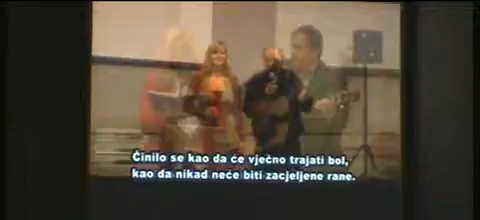 Činilo se kao da će vječno trajati bol,
kao da nikad neće biti zacjeljene rane.